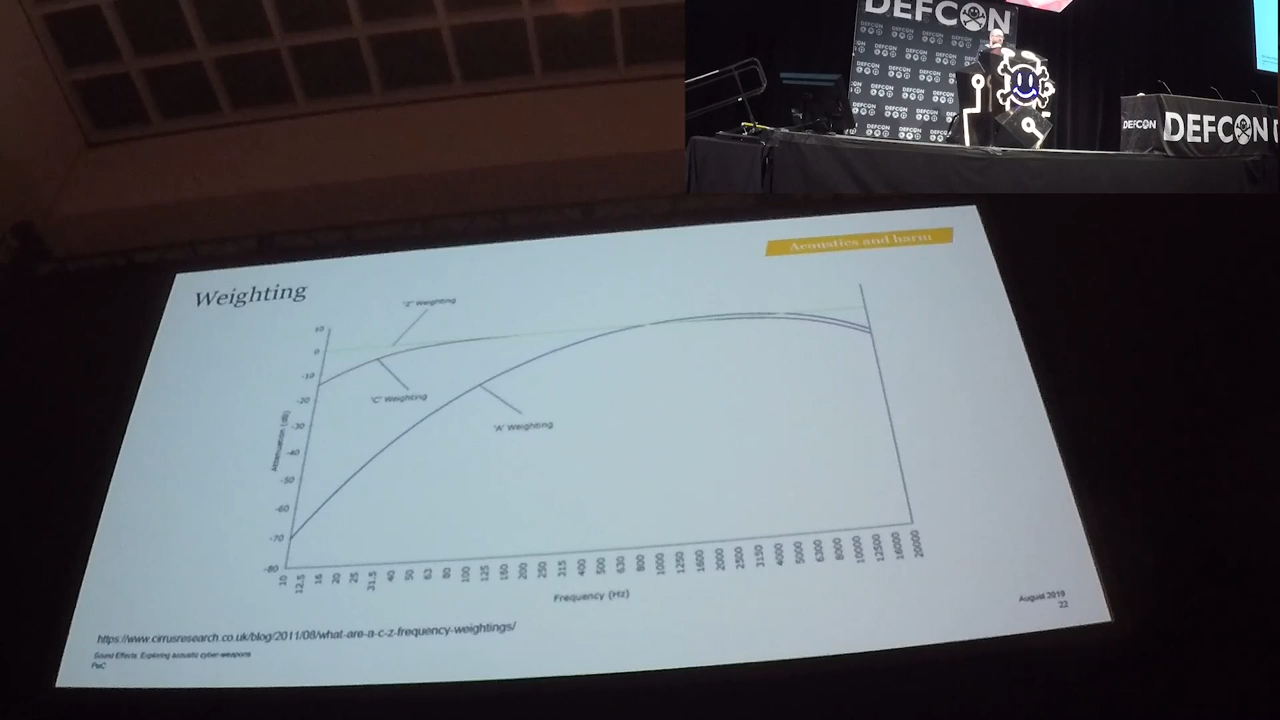 DEFCON
DEFCON
DEFCON
Acoustics and harm
Weighting
'Z' Weighting
'C' Weighting
'A' Weighting
Attenuation (dB)
10
0
-10
-20
-30
-40
-50
-60
-70
-80
10 12.5 16 20 25 31.5 40 50 63 80 100 125 160 200 250 315 400 500 630 800 1000 1250 1600 2000 2500 3150 4000 5000 6300 8000 10000 12500 16000 20000
Frequency (Hz)
https://www.cirrusresearch.co.uk/blog/2011/08/what-are-a-c-z-frequency-weightings/
Sound Effects: Exploring acoustic cyber-weapons
PwC
August 2019
22